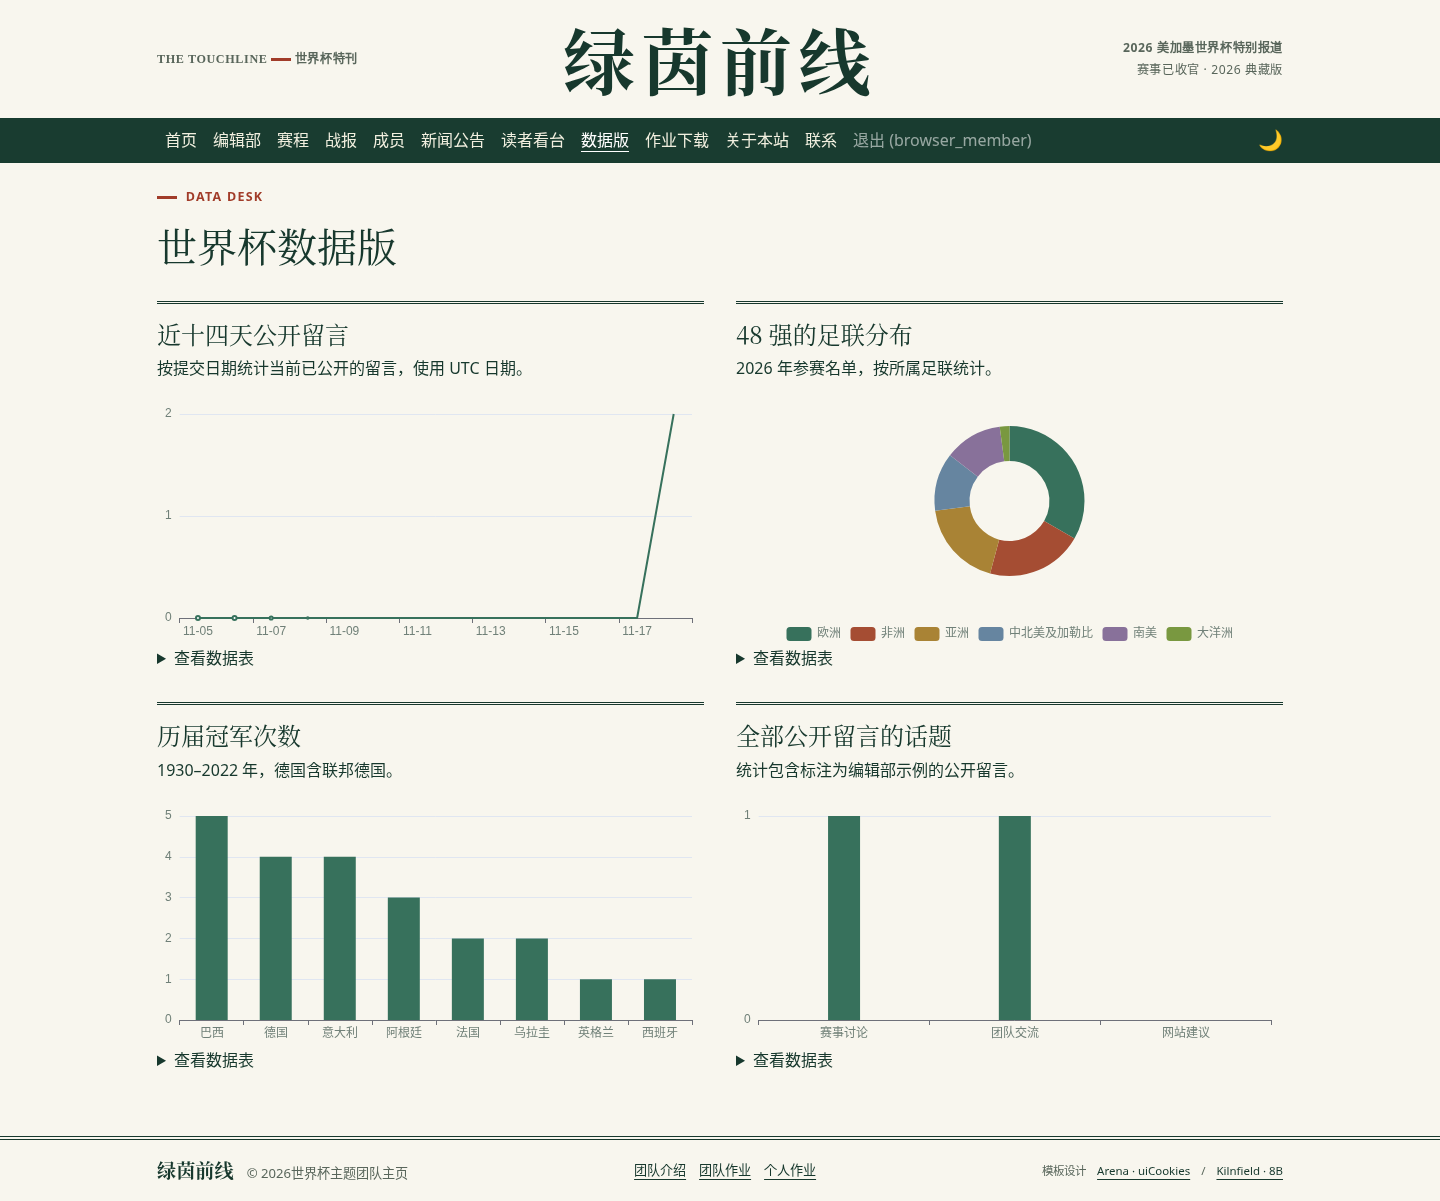 THE TOUCHLINE 世界杯特刊
绿茵前线
2026 美加墨世界杯特别报道
赛事已收官 · 2026 典藏版
首页 编辑部 赛程 战报 成员 新闻公告 读者看台 数据版 作业下载 关于本站 联系 退出 (browser_member)
DATA DESK
世界杯数据版
近十四天公开留言
按提交日期统计当前已公开的留言，使用 UTC 日期。
2
1
0
11-05 11-07 11-09 11-11 11-13 11-15 11-17
查看数据表
48 强的足联分布
2026 年参赛名单，按所属足联统计。
欧洲 非洲 亚洲 中北美及加勒比 南美 大洋洲
查看数据表
历届冠军次数
1930–2022 年，德国含联邦德国。
5
4
3
2
1
0
巴西 德国 意大利 阿根廷 法国 乌拉圭 英格兰 西班牙
查看数据表
全部公开留言的话题
统计包含标注为编辑部示例的公开留言。
1
0
赛事讨论 团队交流 网站建议
查看数据表
绿茵前线 © 2026世界杯主题团队主页
团队介绍 团队作业 个人作业
模板设计 Arena · uiCookies / Kilnfield · 8B